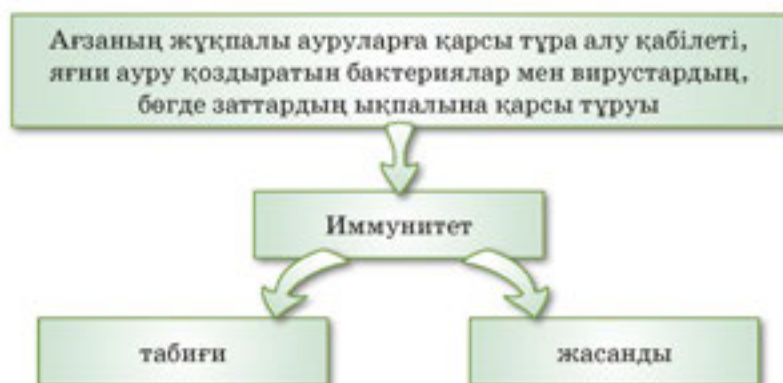 Ағзаның жұқпалы ауруларға қарсы тұра алу қабілеті,
яғни ауру қоздыратын бактериялар мен вирустардың,
бөгде заттардың ықпалына қарсы тұруы
Иммунитет
табиғи
жасанды